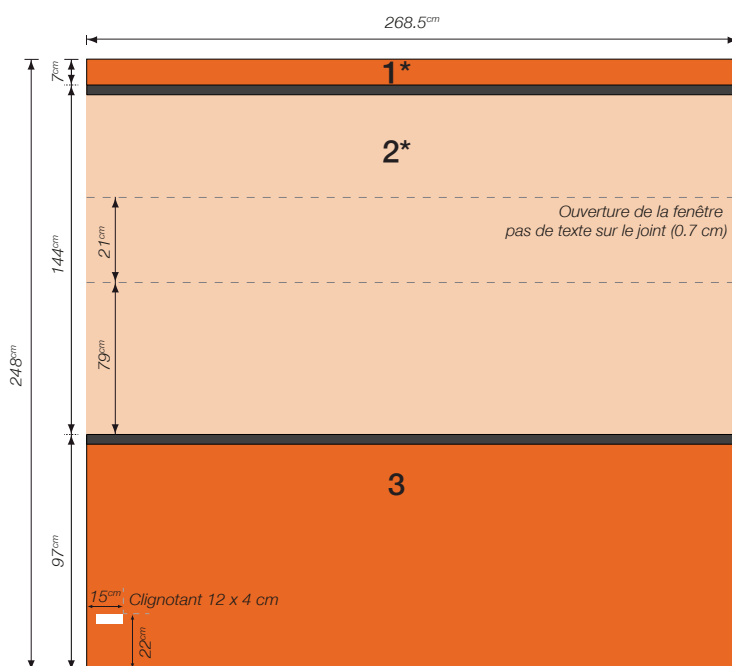 268.5cm
7cm
1*
2*
Ouverture de la fenêtre
pas de texte sur le joint (0.7 cm)
21cm
144cm
79cm
248cm
3
97cm
15cm
Clignotant 12 x 4 cm
22cm